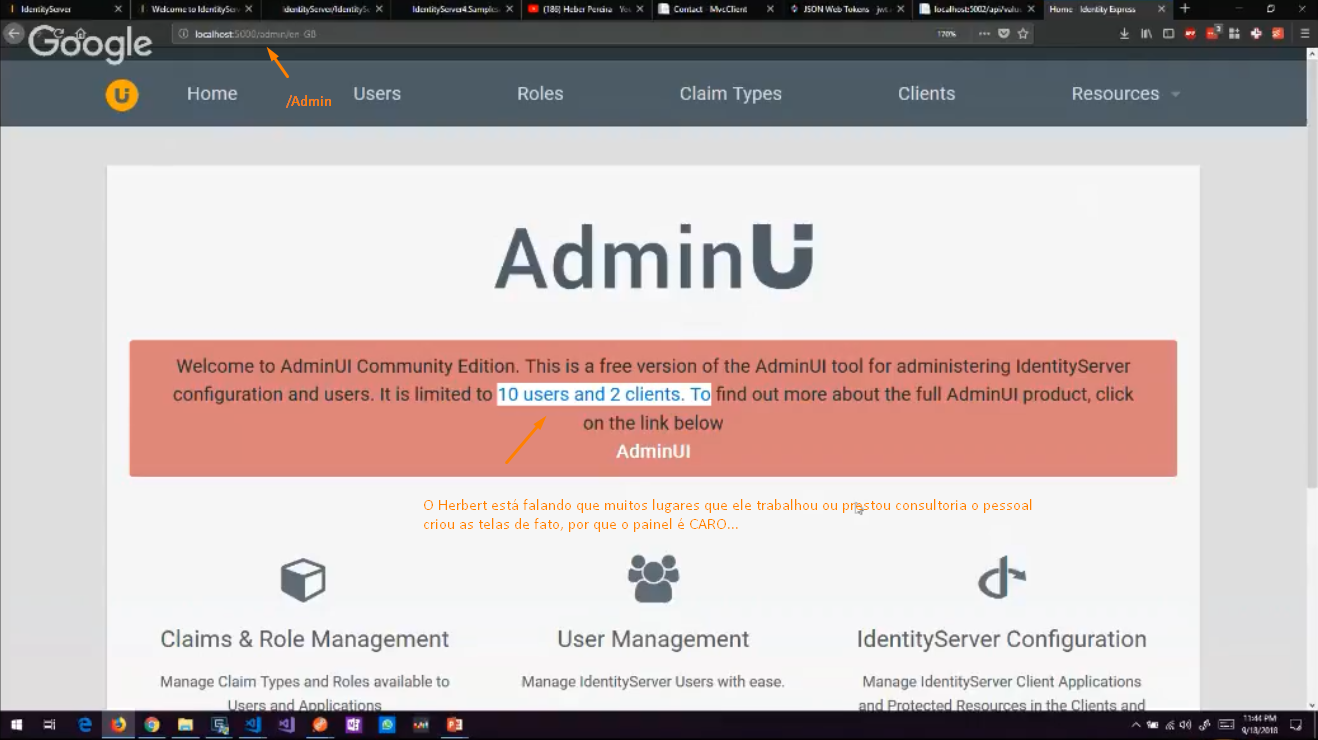 IdentityServer
Welcome to IdentityServ
IdentityServer/IdentityS
IdentityServer4.Samples
(186) Heber Pereira
Contact - MvcClient
JSON Web Tokens - jwt
localhost:5002/api/value
Home - Identity Express
Google
localhost:5000/admin/en-GB
170%
/Admin
Home
Users
Roles
Claim Types
Clients
Resources
AdminUi
Welcome to AdminUI Community Edition. This is a free version of the AdminUI tool for administering IdentityServer
configuration and users. It is limited to 10 users and 2 clients. To find out more about the full AdminUI product, click
on the link below
AdminUI
O Herbert está falando que muitos lugares que ele trabalhou ou prestou consultoria o pessoal
criou as telas de fato, por que o painel é CARO...
Claims & Role Management
User Management
IdentityServer Configuration
Manage Claim Types and Roles available to
Users and Applications
Manage IdentityServer Users with ease.
Manage IdentityServer Client Applications
and Protected Resources in the Clients and
11:44 PM
9/18/2018